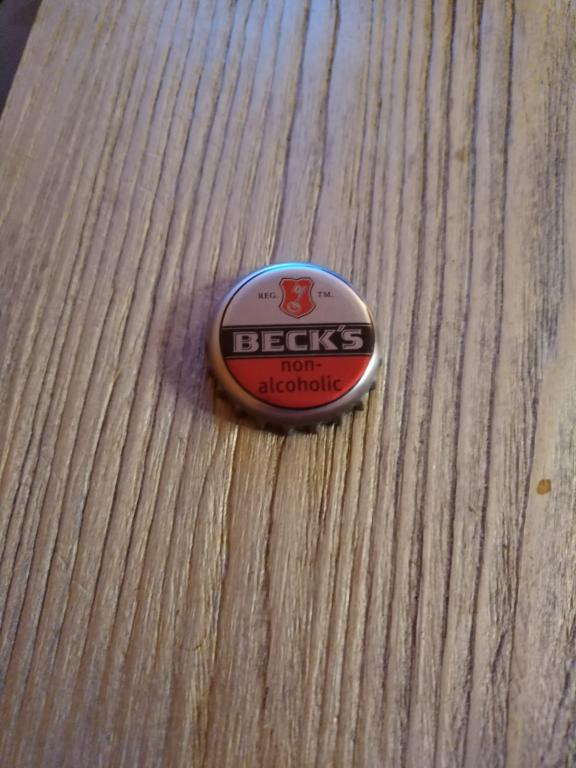 REG. TM.
BECK'S
non-
alcoholic